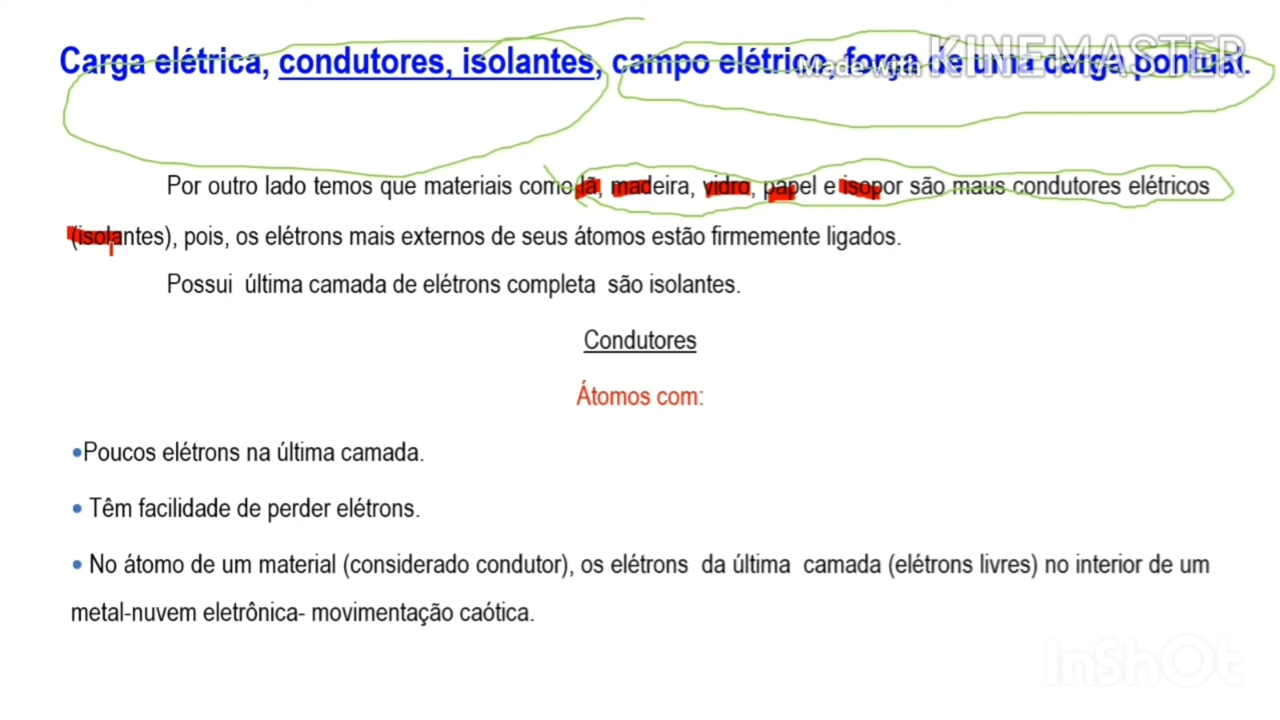 Carga elétrica, condutores, isolantes, campo elétrico, força de uma carga pontual.
Made with KINEMASTER
Por outro lado temos que materiais como lã, madeira, vidro, papel e isopor são maus condutores elétricos
(isolantes), pois, os elétrons mais externos de seus átomos estão firmemente ligados.
Possui última camada de elétrons completa são isolantes.
Condutores
Átomos com:
•Poucos elétrons na última camada.
• Têm facilidade de perder elétrons.
• No átomo de um material (considerado condutor), os elétrons da última camada (elétrons livres) no interior de um
metal-nuvem eletrônica- movimentação caótica.
InShOt